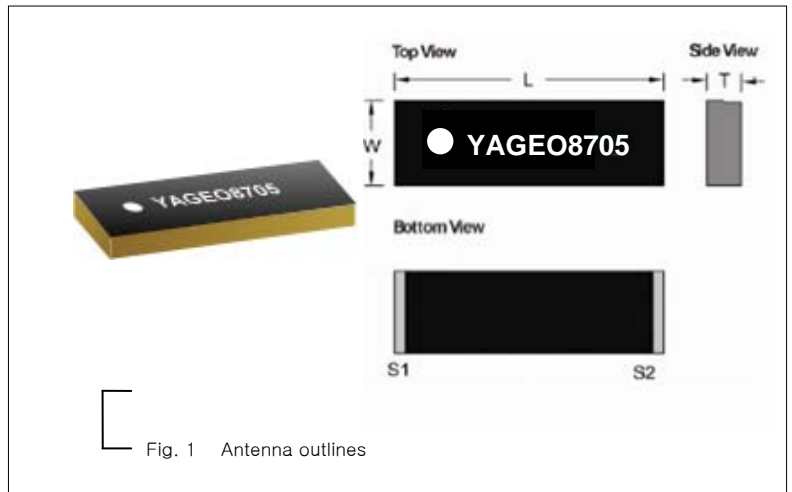 Top View
Side View
L
T
W
YAGEO8705
YAGEO8705
Bottom View
S1
S2
Fig. 1 Antenna outlines